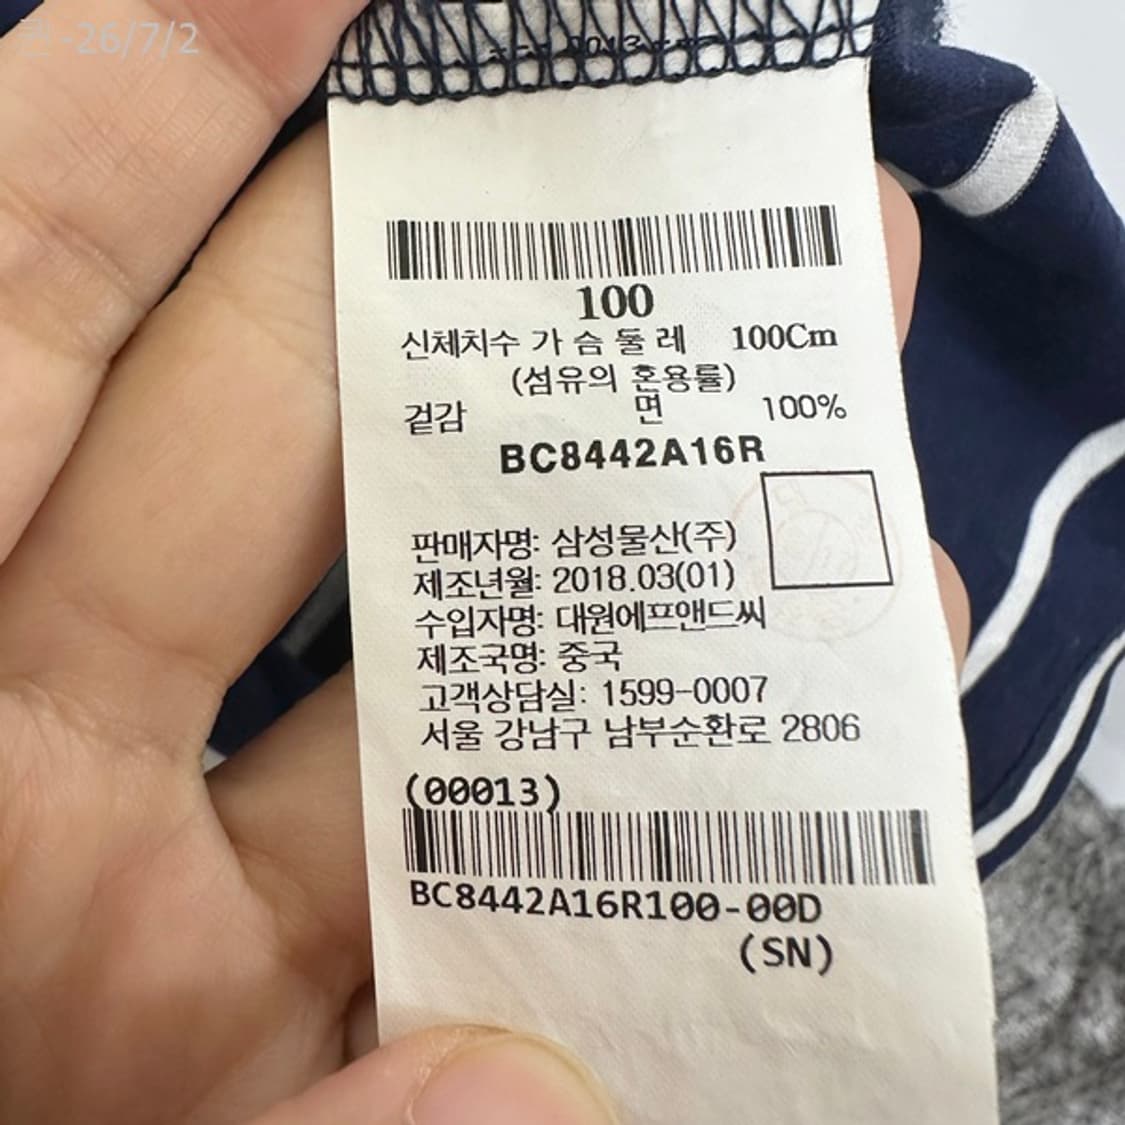 -26/7/2
100
신체치수 가 슴 둘 레 100Cm
(섬유의 혼용률)
겉감 면 100%
BC8442A16R
판매자명: 삼성물산(주)
제조년월: 2018.03(01)
수입자명: 대원에프앤드씨
제조국명: 중국
고객상담실: 1599-0007
서울 강남구 남부순환로 2806
(00013)
BC8442A16R100-00D
(SN)